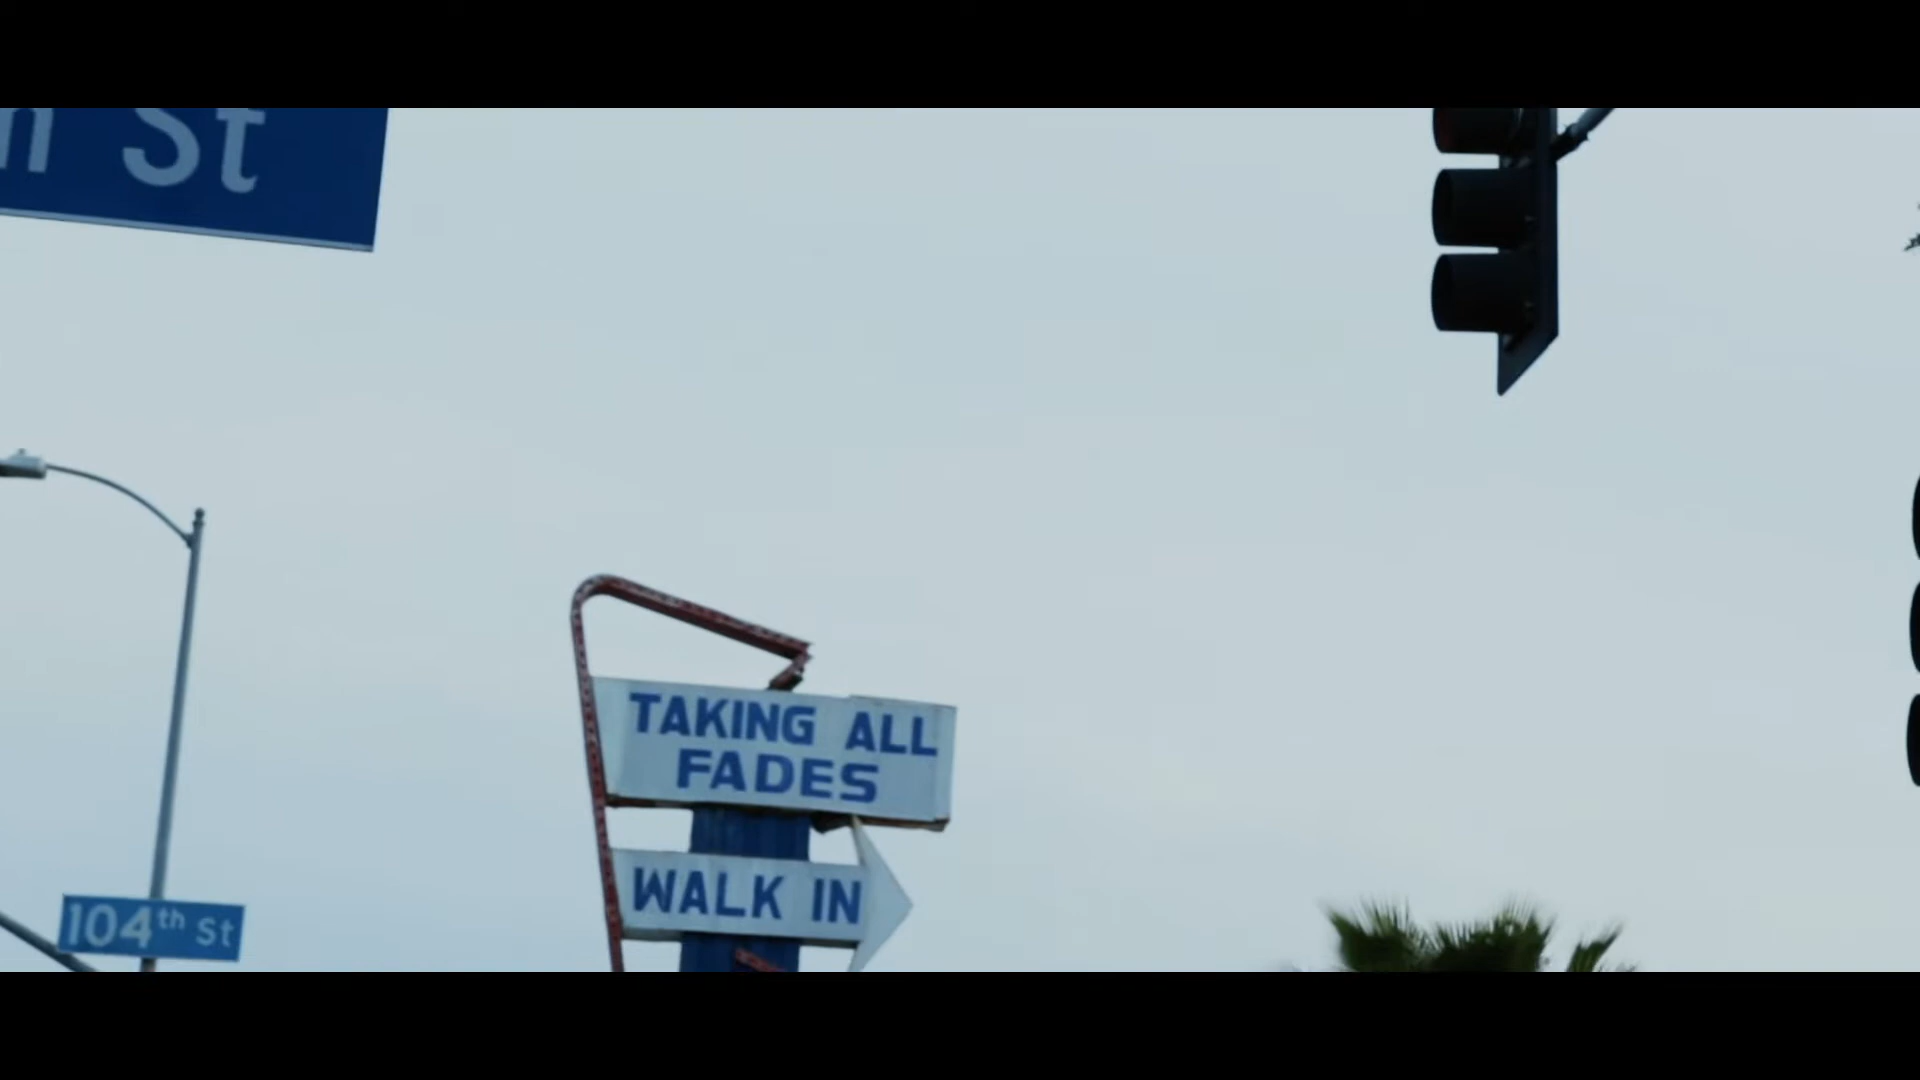 St
TAKING ALL
FADES
WALK IN
104th St